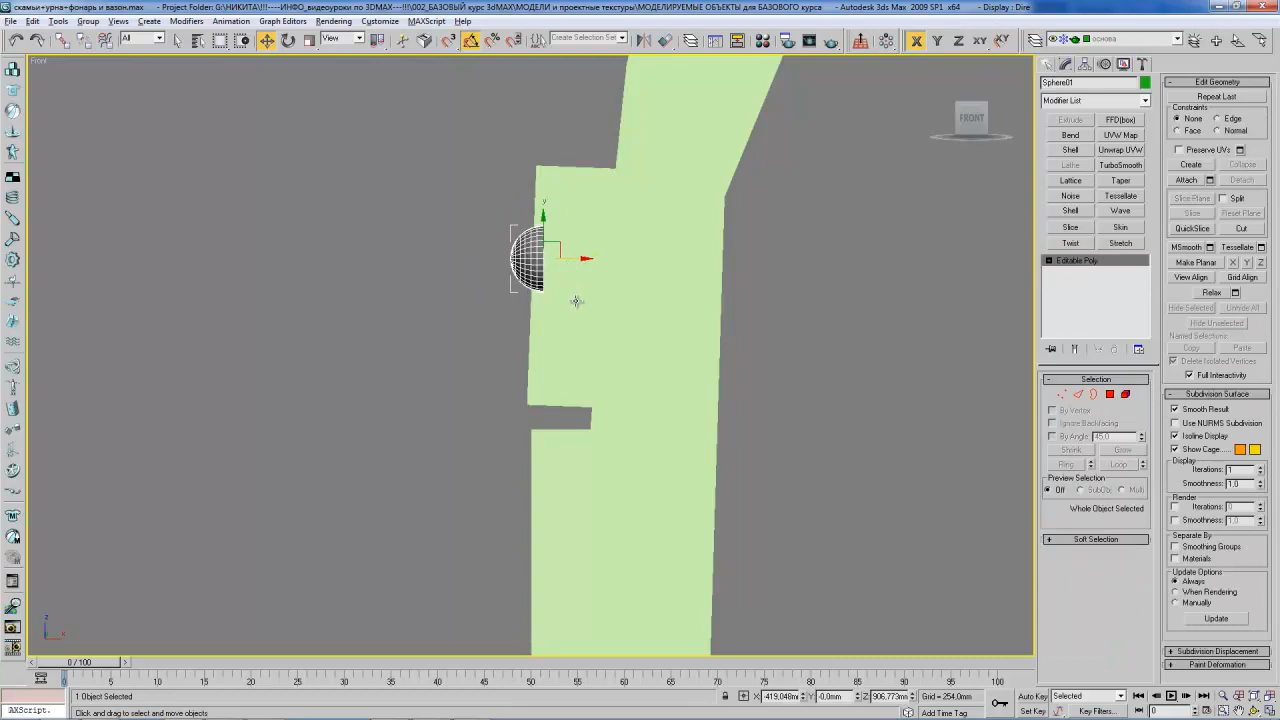 скамьи+урна+фонарь и вазон.max - Project Folder: G:\НИКИТА\!!!----ИНФО_видеоуроки по 3DMAX---!!!\002_БАЗОВЫЙ КУРС 3dMAX\МОДЕЛИ и проектные текстуры\МОДЕЛИРУЕМЫЕ ОБЪЕКТЫ для БАЗОВОГО курса - Autodesk 3ds Max 2009 SP1 x64 - Display : Dire
File Edit Tools Group Views Create Modifiers Animation Graph Editors Rendering Customize MAXScript Help
All View Create Selection Set X Y Z XY XY основа
Front
FRONT
y
z
x
Sphere01
Modifier List
Extrude FFD(box)
Bend UVW Map
Shell Unwrap UVW
Lathe TurboSmooth
Lattice Taper
Noise Tessellate
Shell Wave
Slice Skin
Twist Stretch
Editable Poly
- Selection
By Vertex
Ignore Backfacing
By Angle: 45.0
Shrink Grow
Ring Loop
Preview Selection
Off SubObj Multi
Whole Object Selected
+ Soft Selection
- Edit Geometry
Repeat Last
Constraints
None Edge
Face Normal
Preserve UVs
Create Collapse
Attach Detach
Slice Plane Split
Slice Reset Plane
QuickSlice Cut
MSmooth Tessellate
Make Planar X Y Z
View Align Grid Align
Relax
Hide Selected Unhide All
Hide Unselected
Named Selections:
Copy Paste
Delete Isolated Vertices
Full Interactivity
- Subdivision Surface
Smooth Result
Use NURMS Subdivision
Isoline Display
Show Cage......
Display
Iterations: 1
Smoothness: 1,0
Render
Iterations: 0
Smoothness: 1,0
Separate By
Smoothing Groups
Materials
Update Options
Always
When Rendering
Manually
Update
+ Subdivision Displacement
+ Paint Deformation
0 / 100
0 5 10 15 20 25 30 35 40 45 50 55 60 65 70 75 80 85 90 95 100
1 Object Selected X: -419,048mm Y: -0,0mm Z: 906,773mm Grid = 254,0mm Auto Key Selected
AXScript. Click and drag to select and move objects Add Time Tag Set Key Key Filters... 0